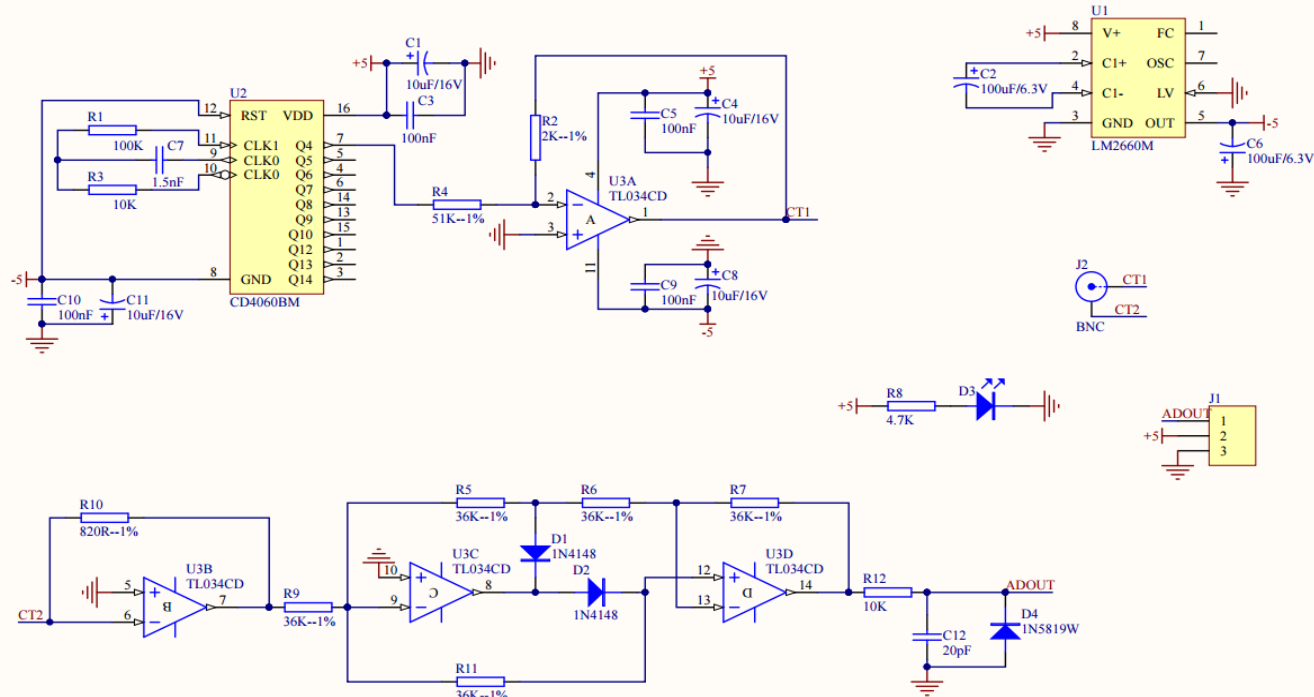 U1
+5
8
V+
FC
1
2
C1+
OSC
7
C2
100uF/6.3V
4
C1-
LV
6
3
GND
OUT
5
-5
LM2660M
C6
100uF/6.3V
C1
+5
10uF/16V
C3
100nF
U2
12
RST
VDD
16
R1
100K
11
CLK1
Q4
7
C7
1.5nF
9
CLK0
Q5
5
10
CLK0
Q6
4
R3
10K
Q7
6
Q8
14
Q9
13
Q10
15
Q12
1
Q13
2
-5
8
GND
Q14
3
CD4060BM
C10
100nF
C11
10uF/16V
R2
2K--1%
R4
51K--1%
+5
C5
100nF
C4
10uF/16V
U3A
TL034CD
4
2
A
1
3
11
CT1
C9
100nF
C8
10uF/16V
-5
J2
CT1
CT2
BNC
+5
R8
4.7K
D3
J1
ADOUT
1
+5
2
3
R10
820R--1%
U3B
TL034CD
5
B
7
CT2
6
R9
36K--1%
R5
36K--1%
R6
36K--1%
R7
36K--1%
D1
1N4148
D2
1N4148
U3C
TL034CD
10
C
8
9
R11
36K--1%
U3D
TL034CD
12
D
14
13
R12
10K
ADOUT
C12
20pF
D4
1N5819W